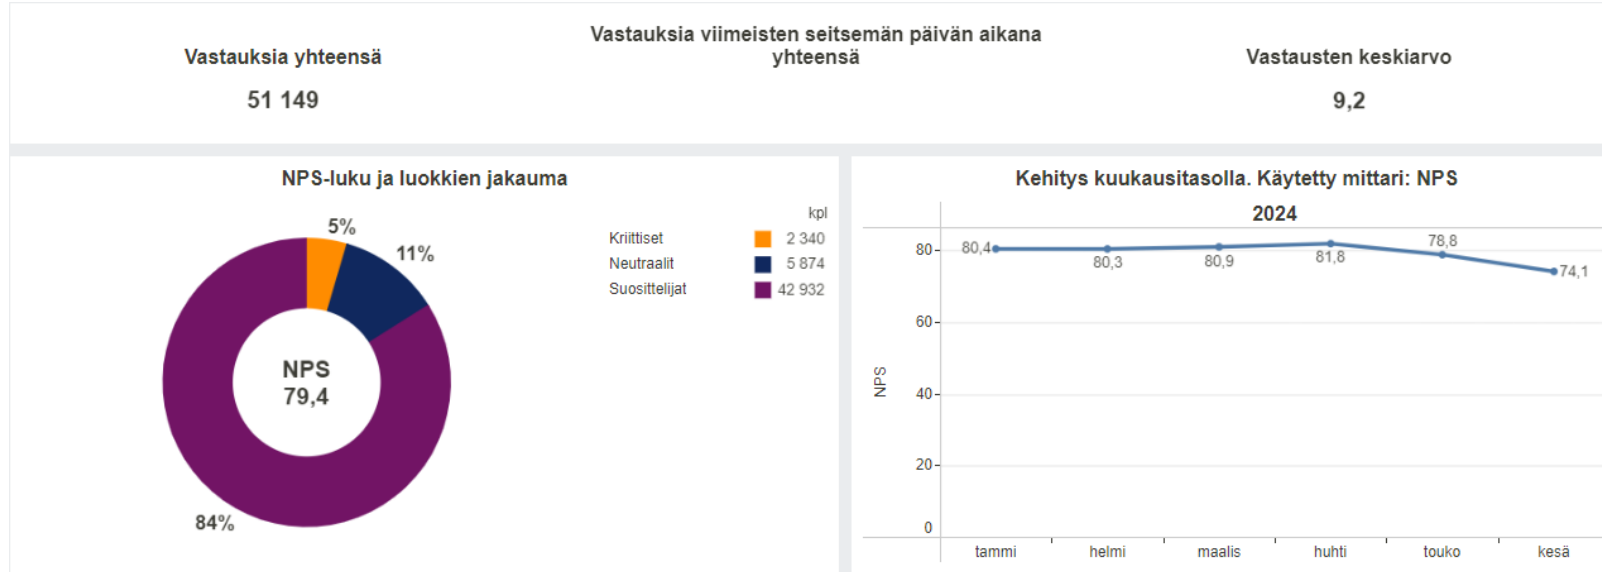 Vastauksia yhteensä
51 149
Vastauksia viimeisten seitsemän päivän aikana
yhteensä
Vastausten keskiarvo
9,2
NPS-luku ja luokkien jakauma
5%
11%
84%
NPS
79,4
kpl
Kriittiset 2 340
Neutraalit 5 874
Suosittelijat 42 932
Kehitys kuukausitasolla. Käytetty mittari: NPS
2024
NPS
80
60
40
20
0
80,4
80,3
80,9
81,8
78,8
74,1
tammi helmi maalis huhti touko kesä